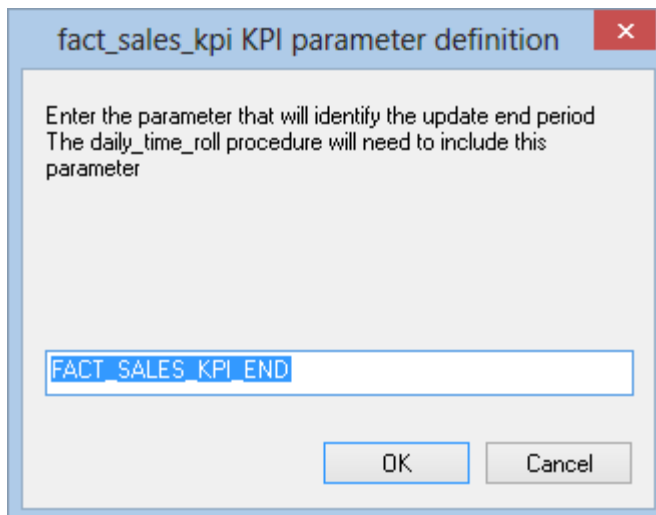 fact_sales_kpi KPI parameter definition
Enter the parameter that will identify the update end period
The daily_time_roll procedure will need to include this
parameter
FACT_SALES_KPI_END
OK
Cancel